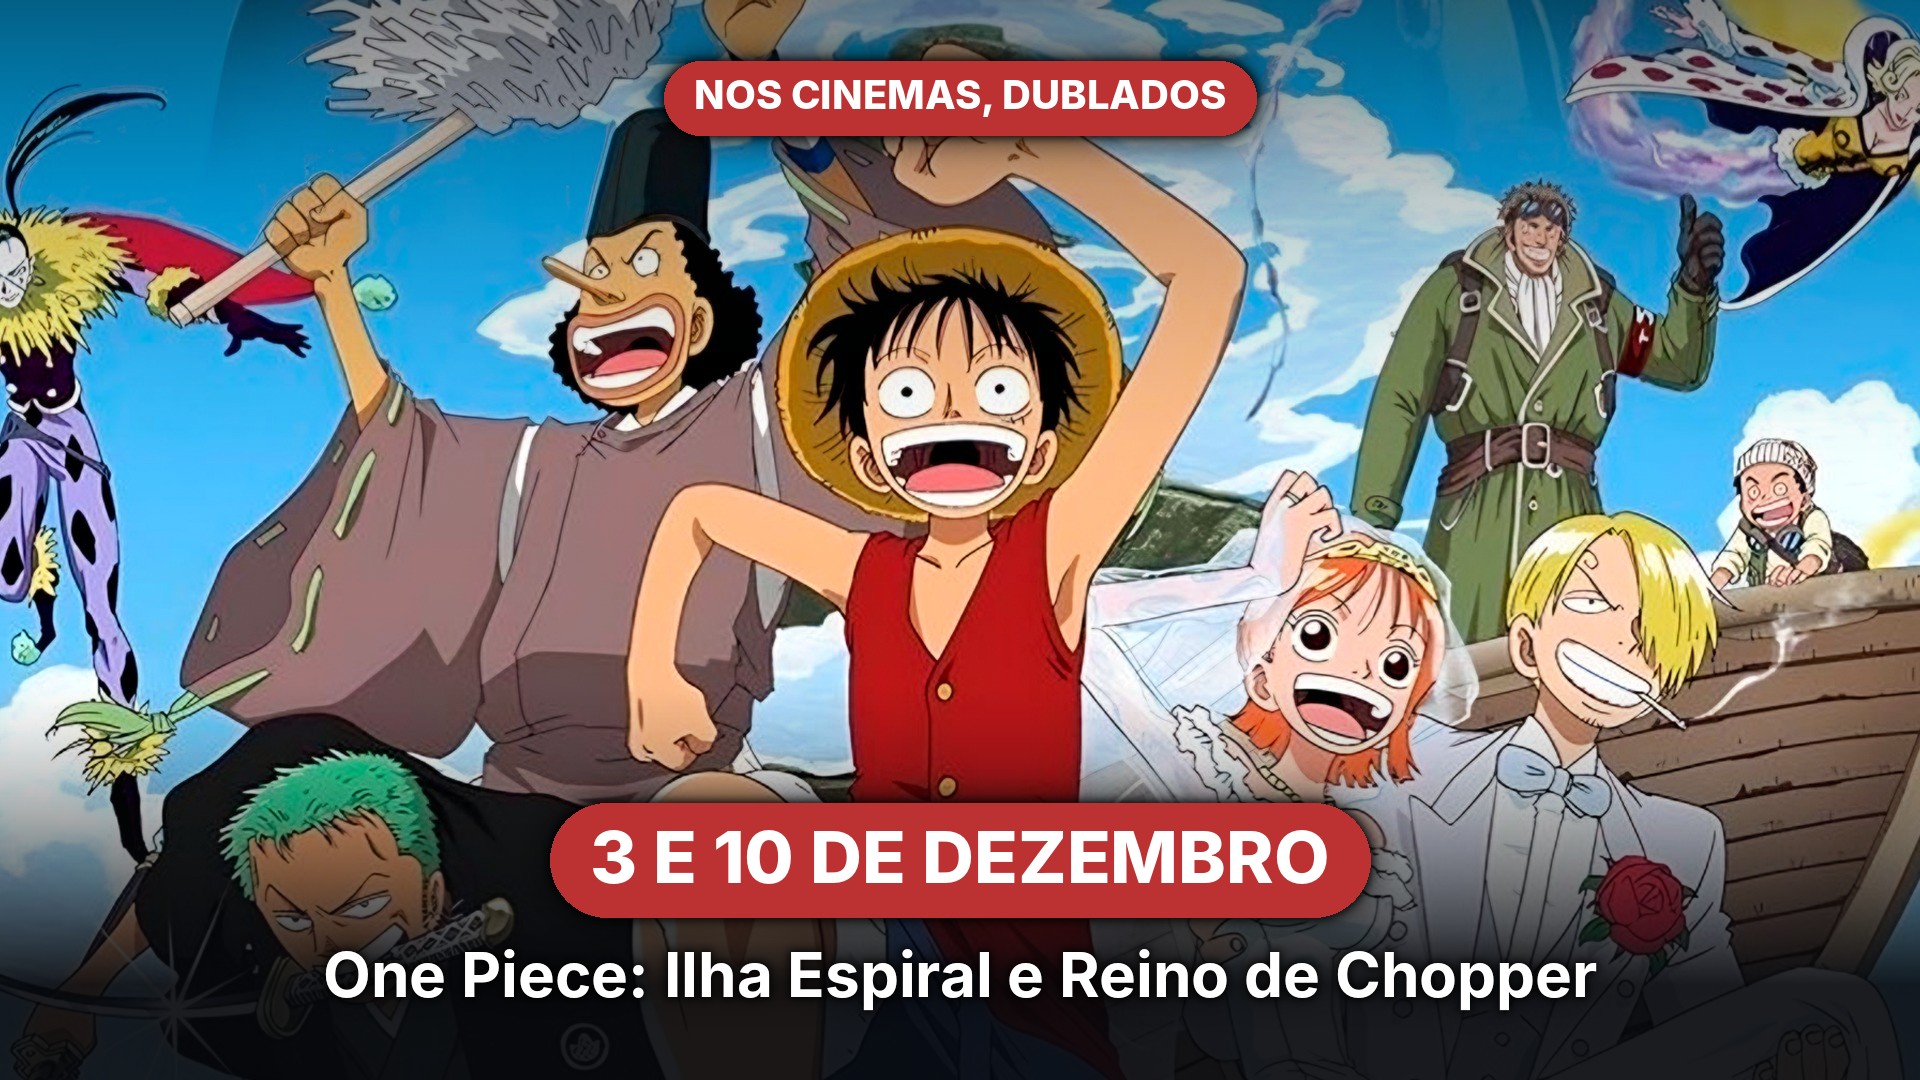 NOS CINEMAS, DUBLADOS
3 E 10 DE DEZEMBRO
One Piece: Ilha Espiral e Reino de Chopper